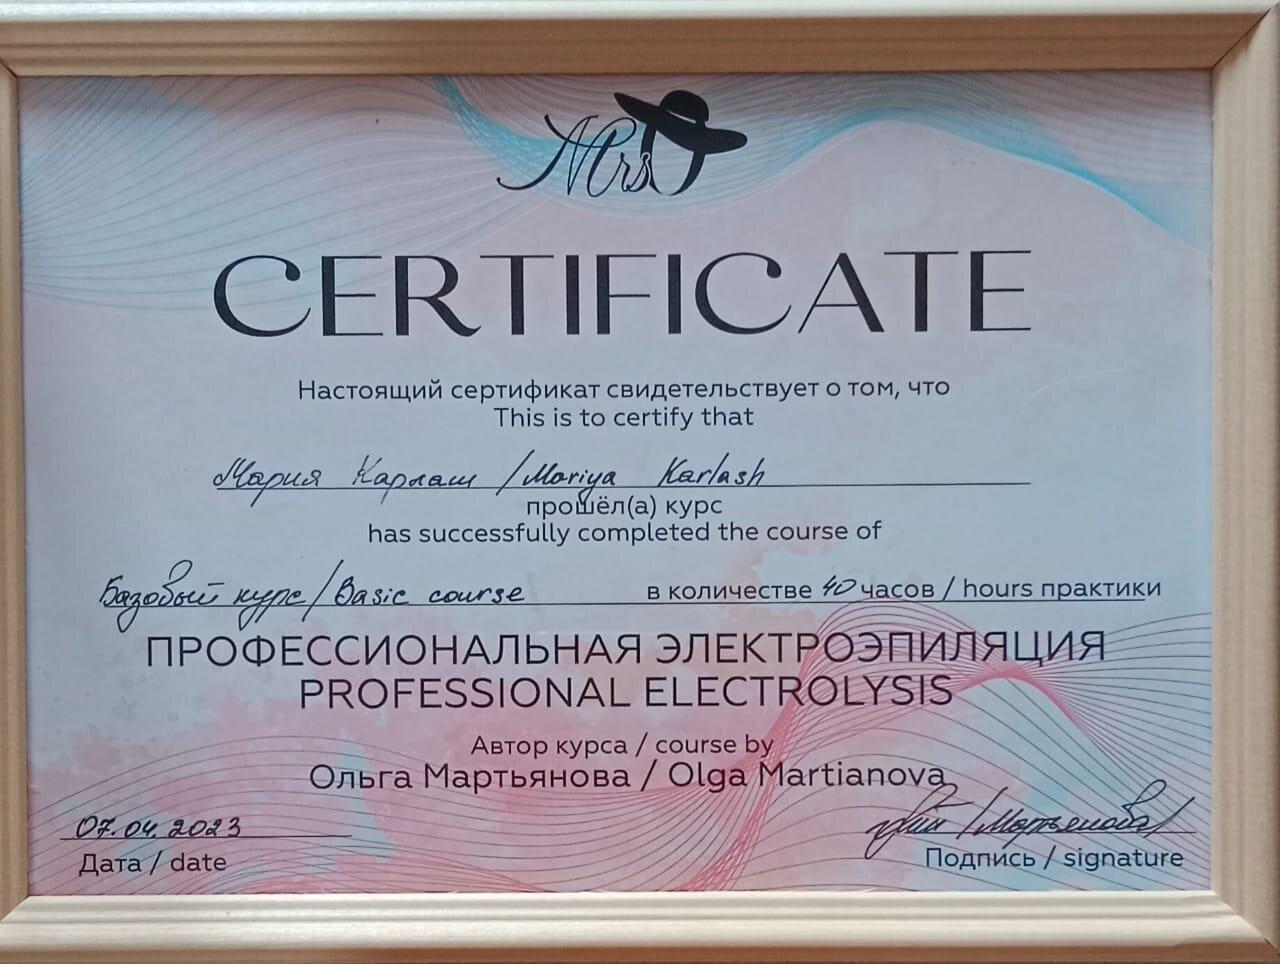 MrsO
CERTIFICATE
Настоящий сертификат свидетельствует о том, что
This is to certify that
Мария Карлаш / Mariya Karlash
прошёл(а) курс
has successfully completed the course of
Базовый курс / Basic course в количестве 40 часов / hours практики
ПРОФЕССИОНАЛЬНАЯ ЭЛЕКТРОЭПИЛЯЦИЯ
PROFESSIONAL ELECTROLYSIS
Автор курса / course by
Ольга Мартьянова / Olga Martianova
07.04.2023 /Мартьянова/
Дата / date Подпись / signature